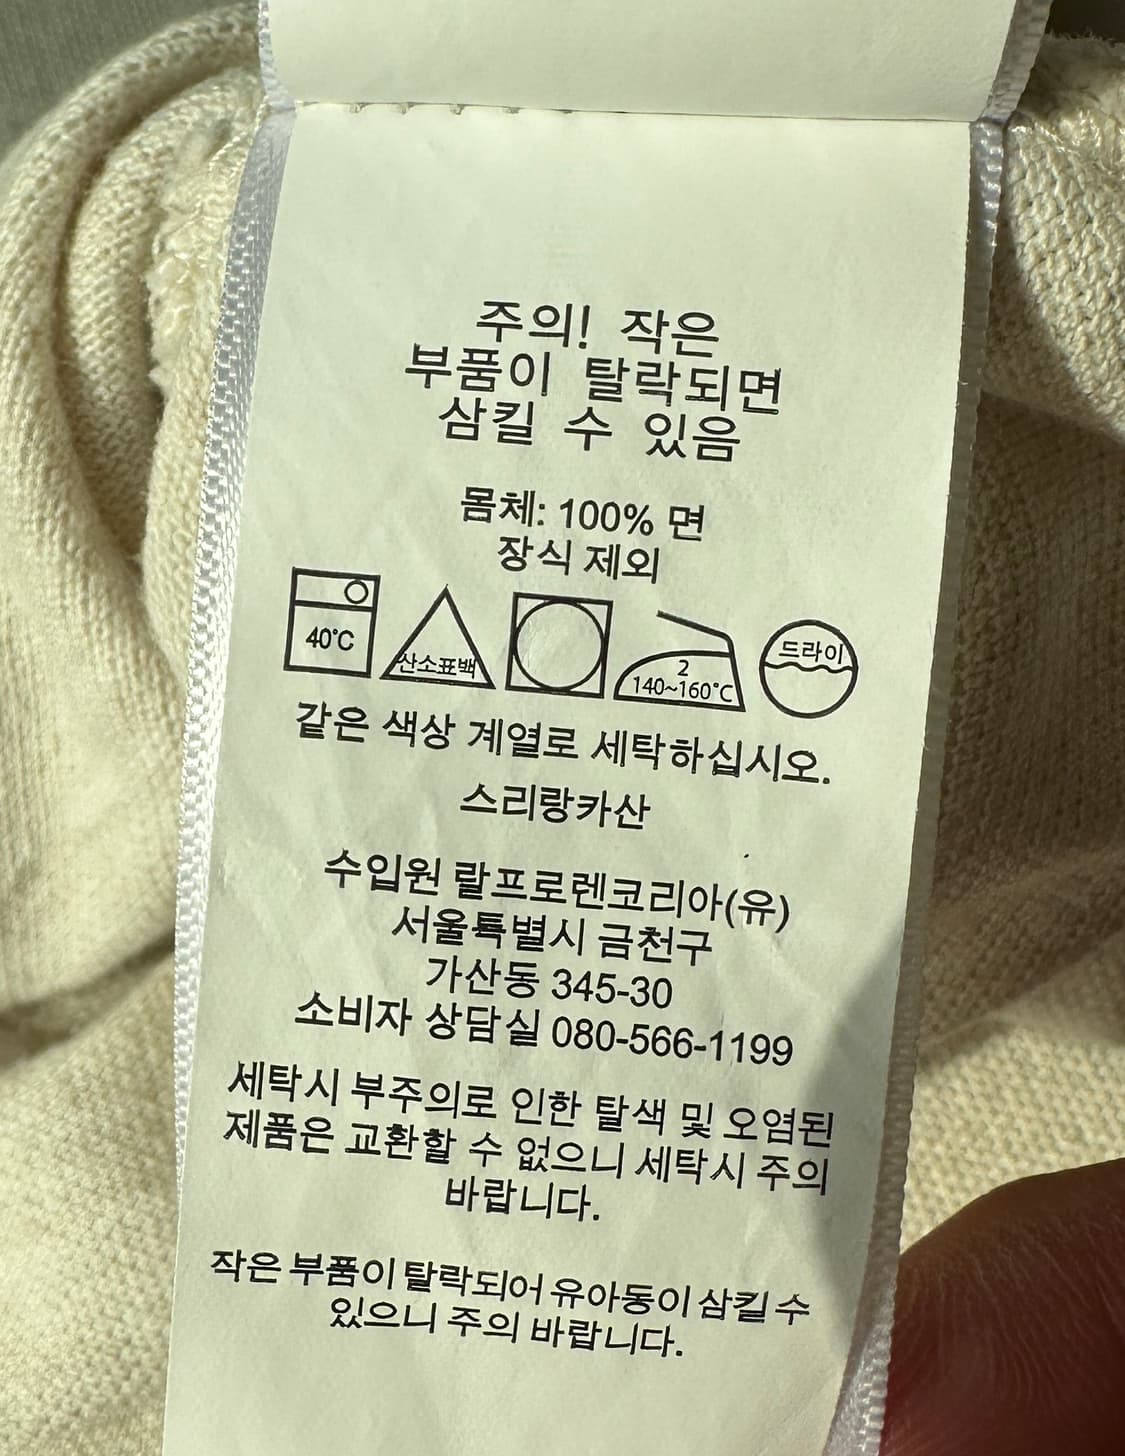 주의! 작은
부품이 탈락되면
삼킬 수 있음
몸체: 100% 면
장식 제외
40℃
산소표백
2
140~160℃
드라이
같은 색상 계열로 세탁하십시오.
스리랑카산
수입원 랄프로렌코리아(유)
서울특별시 금천구
가산동 345-30
소비자 상담실 080-566-1199
세탁시 부주의로 인한 탈색 및 오염된
제품은 교환할 수 없으니 세탁시 주의
바랍니다.
작은 부품이 탈락되어 유아동이 삼킬 수
있으니 주의 바랍니다.